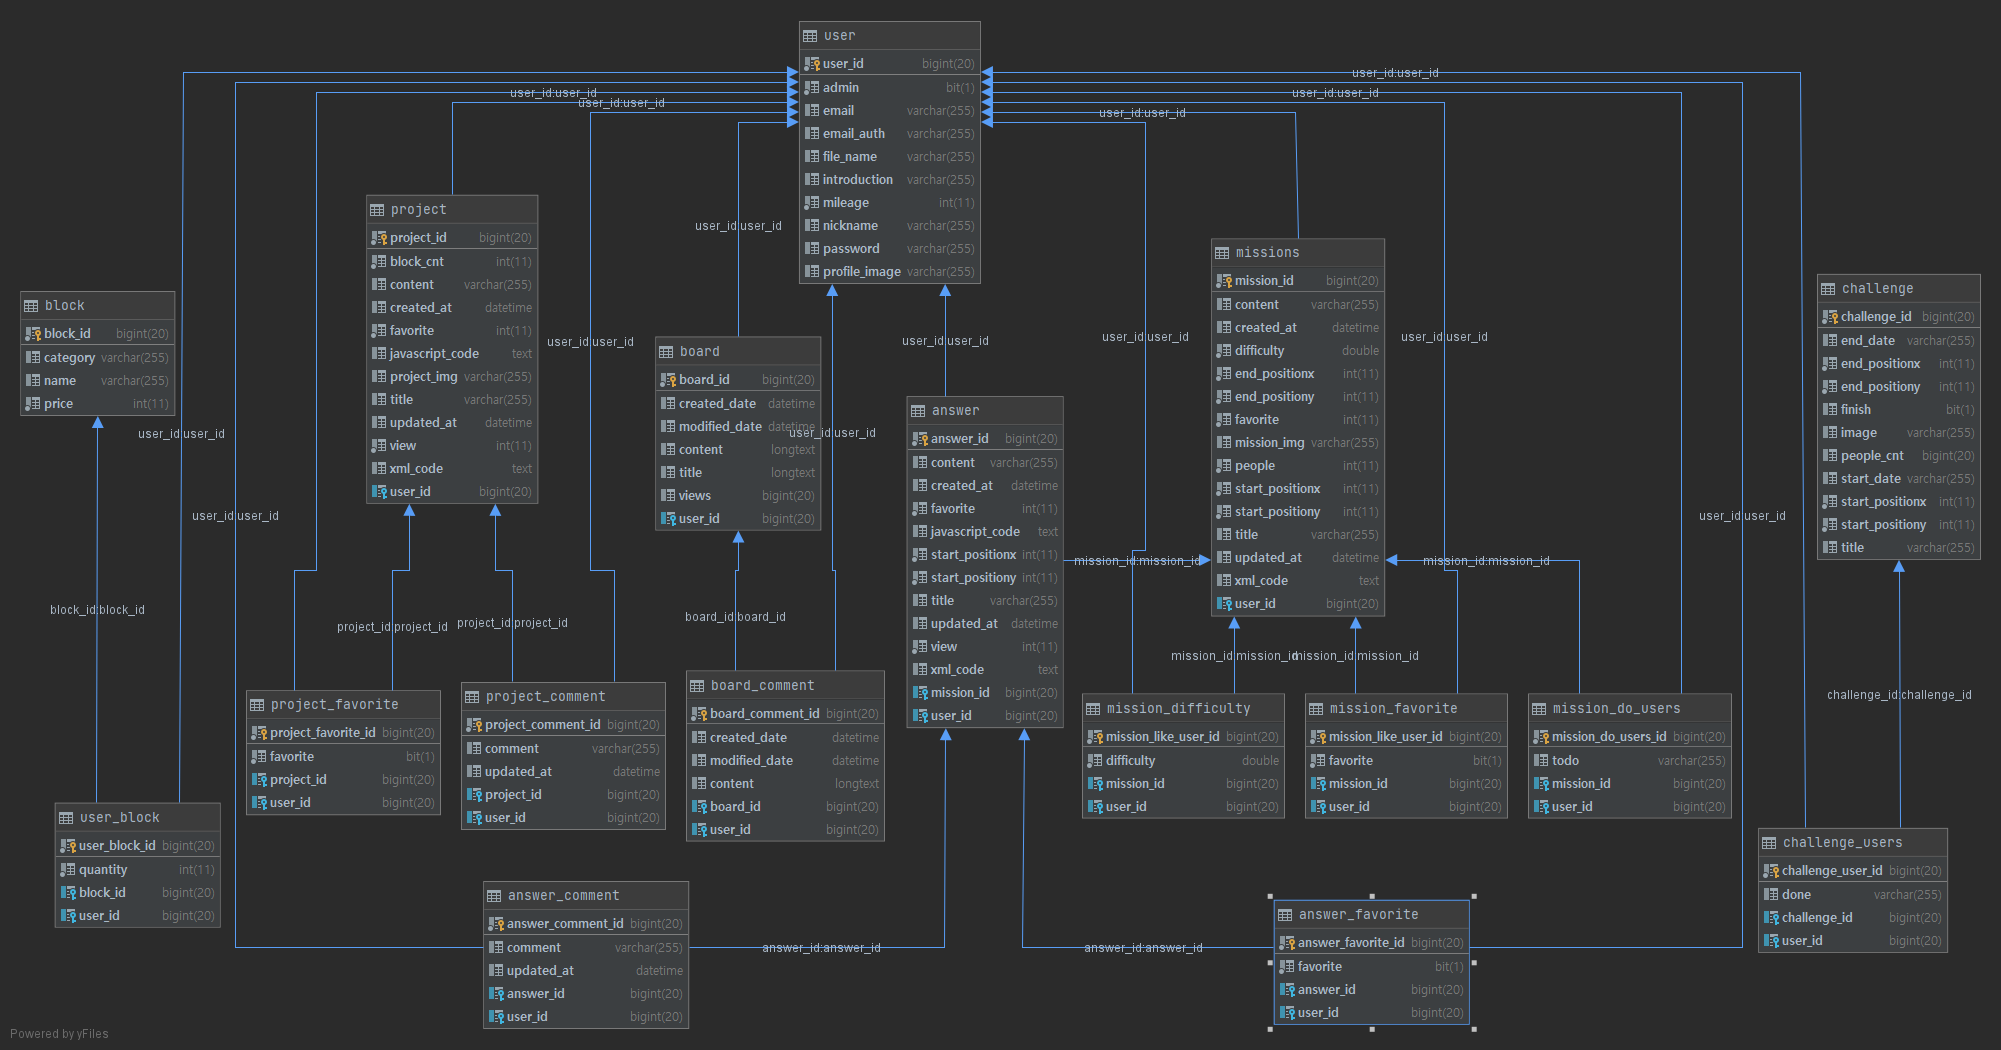 user
user_id bigint(20)
admin bit(1)
email varchar(255)
email_auth varchar(255)
file_name varchar(255)
introduction varchar(255)
mileage int(11)
nickname varchar(255)
password varchar(255)
profile_image varchar(255)
user_id:user_id
user_id:user_id
user_id:user_id
user_id:user_id
user_id:user_id
project
project_id bigint(20)
block_cnt int(11)
content varchar(255)
created_at datetime
favorite int(11)
javascript_code text
project_img varchar(255)
title varchar(255)
updated_at datetime
view int(11)
xml_code text
user_id bigint(20)
user_id:user_id
missions
mission_id bigint(20)
content varchar(255)
created_at datetime
difficulty double
end_positionx int(11)
end_positiony int(11)
favorite int(11)
mission_img varchar(255)
people int(11)
start_positionx int(11)
start_positiony int(11)
title varchar(255)
updated_at datetime
xml_code text
user_id bigint(20)
challenge
challenge_id bigint(20)
end_date varchar(255)
end_positionx int(11)
end_positiony int(11)
finish bit(1)
image varchar(255)
people_cnt bigint(20)
start_date varchar(255)
start_positionx int(11)
start_positiony int(11)
title varchar(255)
block
block_id bigint(20)
category varchar(255)
name varchar(255)
price int(11)
board
board_id bigint(20)
created_date datetime
modified_date datetime
content longtext
title longtext
views bigint(20)
user_id bigint(20)
user_id:user_id
user_id:user_id
user_id:user_id
user_id:user_id
user_id:user_id
user_id:user_id
user_id:user_id
user_id:user_id
answer
answer_id bigint(20)
content varchar(255)
created_at datetime
favorite int(11)
javascript_code text
start_positionx int(11)
start_positiony int(11)
title varchar(255)
updated_at datetime
view int(11)
xml_code text
mission_id bigint(20)
user_id bigint(20)
user_id:user_id
mission_id:mission_id
mission_id:mission_id
block_id:block_id
project_id:project_id
project_id:project_id
board_id:board_id
mission_id:mission_id
mission_id:mission_id
challenge_id:challenge_id
project_favorite
project_favorite_id bigint(20)
favorite bit(1)
project_id bigint(20)
user_id bigint(20)
project_comment
project_comment_id bigint(20)
comment varchar(255)
updated_at datetime
project_id bigint(20)
user_id bigint(20)
board_comment
board_comment_id bigint(20)
created_date datetime
modified_date datetime
content longtext
board_id bigint(20)
user_id bigint(20)
mission_difficulty
mission_like_user_id bigint(20)
difficulty double
mission_id bigint(20)
user_id bigint(20)
mission_favorite
mission_like_user_id bigint(20)
favorite bit(1)
mission_id bigint(20)
user_id bigint(20)
mission_do_users
mission_do_users_id bigint(20)
todo varchar(255)
mission_id bigint(20)
user_id bigint(20)
user_block
user_block_id bigint(20)
quantity int(11)
block_id bigint(20)
user_id bigint(20)
challenge_users
challenge_user_id bigint(20)
done varchar(255)
challenge_id bigint(20)
user_id bigint(20)
answer_comment
answer_comment_id bigint(20)
comment varchar(255)
updated_at datetime
answer_id bigint(20)
user_id bigint(20)
answer_id:answer_id
answer_id:answer_id
answer_favorite
answer_favorite_id bigint(20)
favorite bit(1)
answer_id bigint(20)
user_id bigint(20)
Powered by yFiles